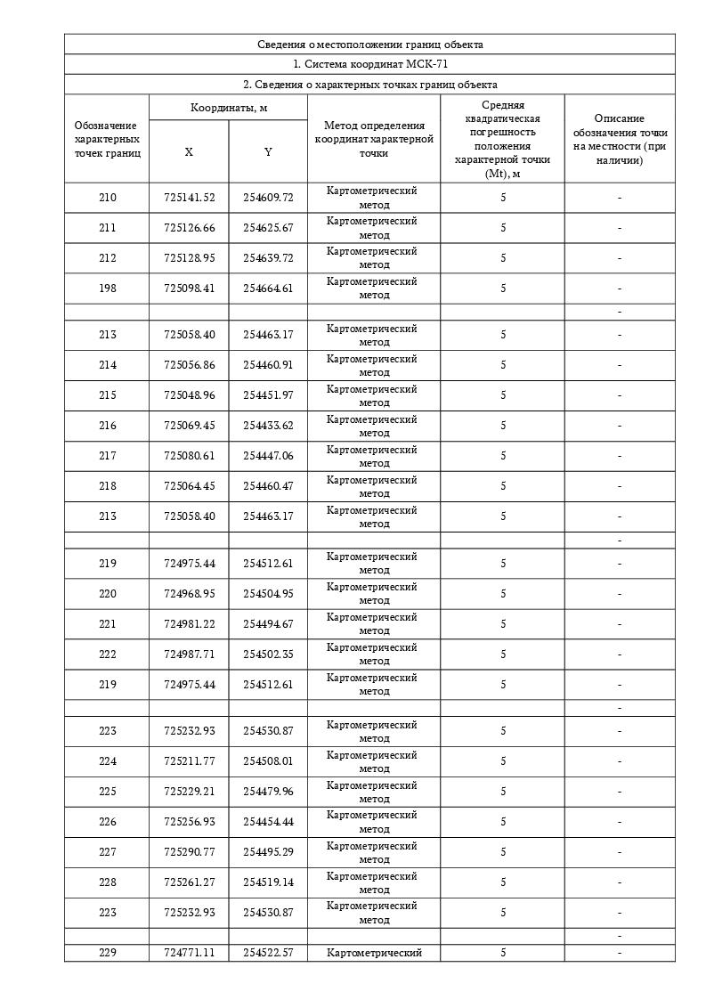 Сведения о местоположении границ объекта
1. Система координат МСК-71
2. Сведения о характерных точках границ объекта
Обозначение
характерных
точек границ
Координаты, м
X
Y
Метод определения
координат характерной
точки
Средняя
квадратическая
погрешность
положения
характерной точки
(Mt), м
Описание
обозначения точки
на местности (при
наличии)
210 725141.52 254609.72 Картометрический
метод 5 -
211 725126.66 254625.67 Картометрический
метод 5 -
212 725128.95 254639.72 Картометрический
метод 5 -
198 725098.41 254664.61 Картометрический
метод 5 -
-
213 725058.40 254463.17 Картометрический
метод 5 -
214 725056.86 254460.91 Картометрический
метод 5 -
215 725048.96 254451.97 Картометрический
метод 5 -
216 725069.45 254433.62 Картометрический
метод 5 -
217 725080.61 254447.06 Картометрический
метод 5 -
218 725064.45 254460.47 Картометрический
метод 5 -
213 725058.40 254463.17 Картометрический
метод 5 -
-
219 724975.44 254512.61 Картометрический
метод 5 -
220 724968.95 254504.95 Картометрический
метод 5 -
221 724981.22 254494.67 Картометрический
метод 5 -
222 724987.71 254502.35 Картометрический
метод 5 -
219 724975.44 254512.61 Картометрический
метод 5 -
-
223 725232.93 254530.87 Картометрический
метод 5 -
224 725211.77 254508.01 Картометрический
метод 5 -
225 725229.21 254479.96 Картометрический
метод 5 -
226 725256.93 254454.44 Картометрический
метод 5 -
227 725290.77 254495.29 Картометрический
метод 5 -
228 725261.27 254519.14 Картометрический
метод 5 -
223 725232.93 254530.87 Картометрический
метод 5 -
-
229 724771.11 254522.57 Картометрический 5 -